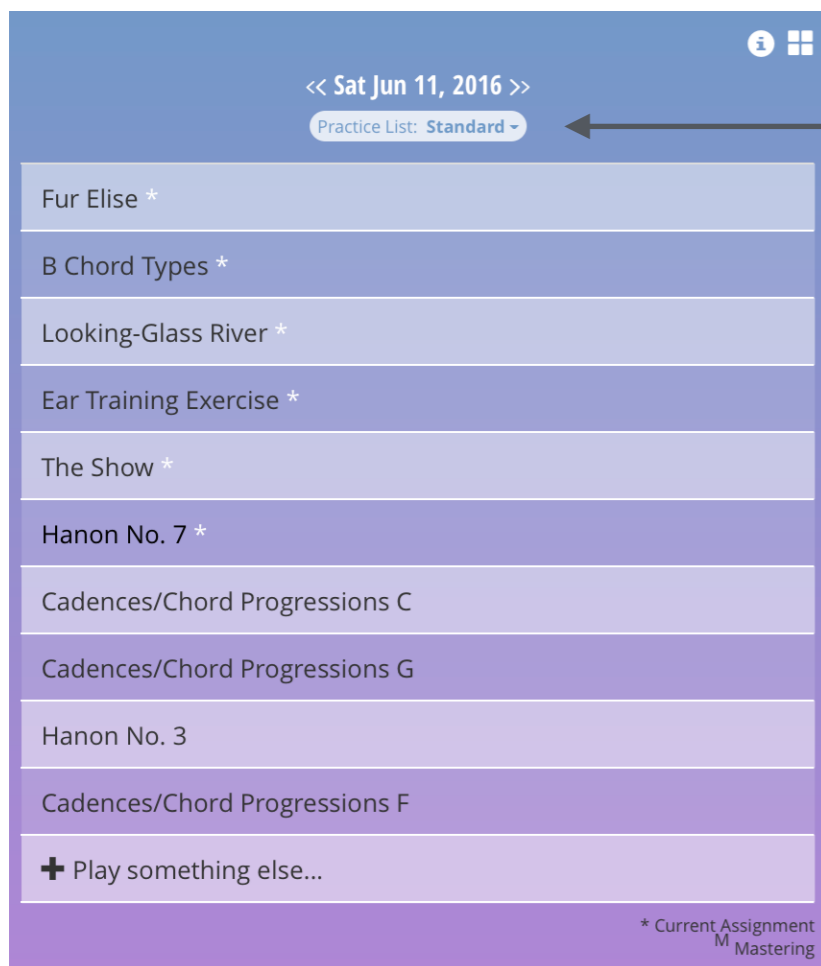 << Sat Jun 11, 2016 >>
Practice List: Standard
Fur Elise *
B Chord Types *
Looking-Glass River *
Ear Training Exercise *
The Show *
Hanon No. 7 *
Cadences/Chord Progressions C
Cadences/Chord Progressions G
Hanon No. 3
Cadences/Chord Progressions F
+ Play something else...
* Current Assignment
M Mastering